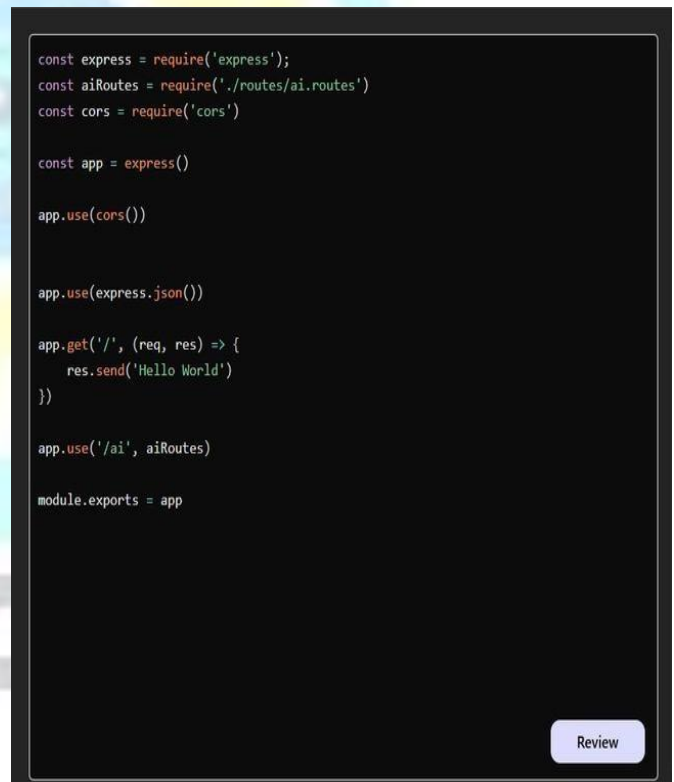 const express = require('express');
const aiRoutes = require('./routes/ai.routes')
const cors = require('cors')
const app = express()
app.use(cors())
app.use(express.json())
app.get('/', (req, res) => {
    res.send('Hello World')
})
app.use('/ai', aiRoutes)
module.exports = app
Review